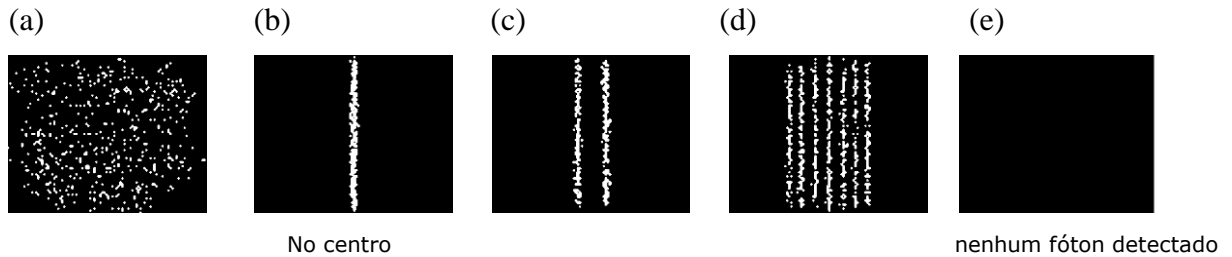 (a) (b) (c) (d) (e)
No centro nenhum fóton detectado